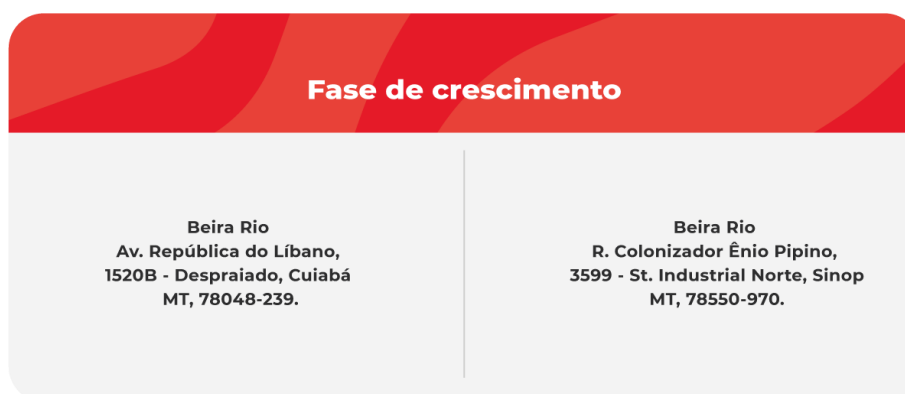 Fase de crescimento
Beira Rio
Av. República do Líbano,
1520B - Despraiado, Cuiabá
MT, 78048-239.
Beira Rio
R. Colonizador Ênio Pipino,
3599 - St. Industrial Norte, Sinop
MT, 78550-970.